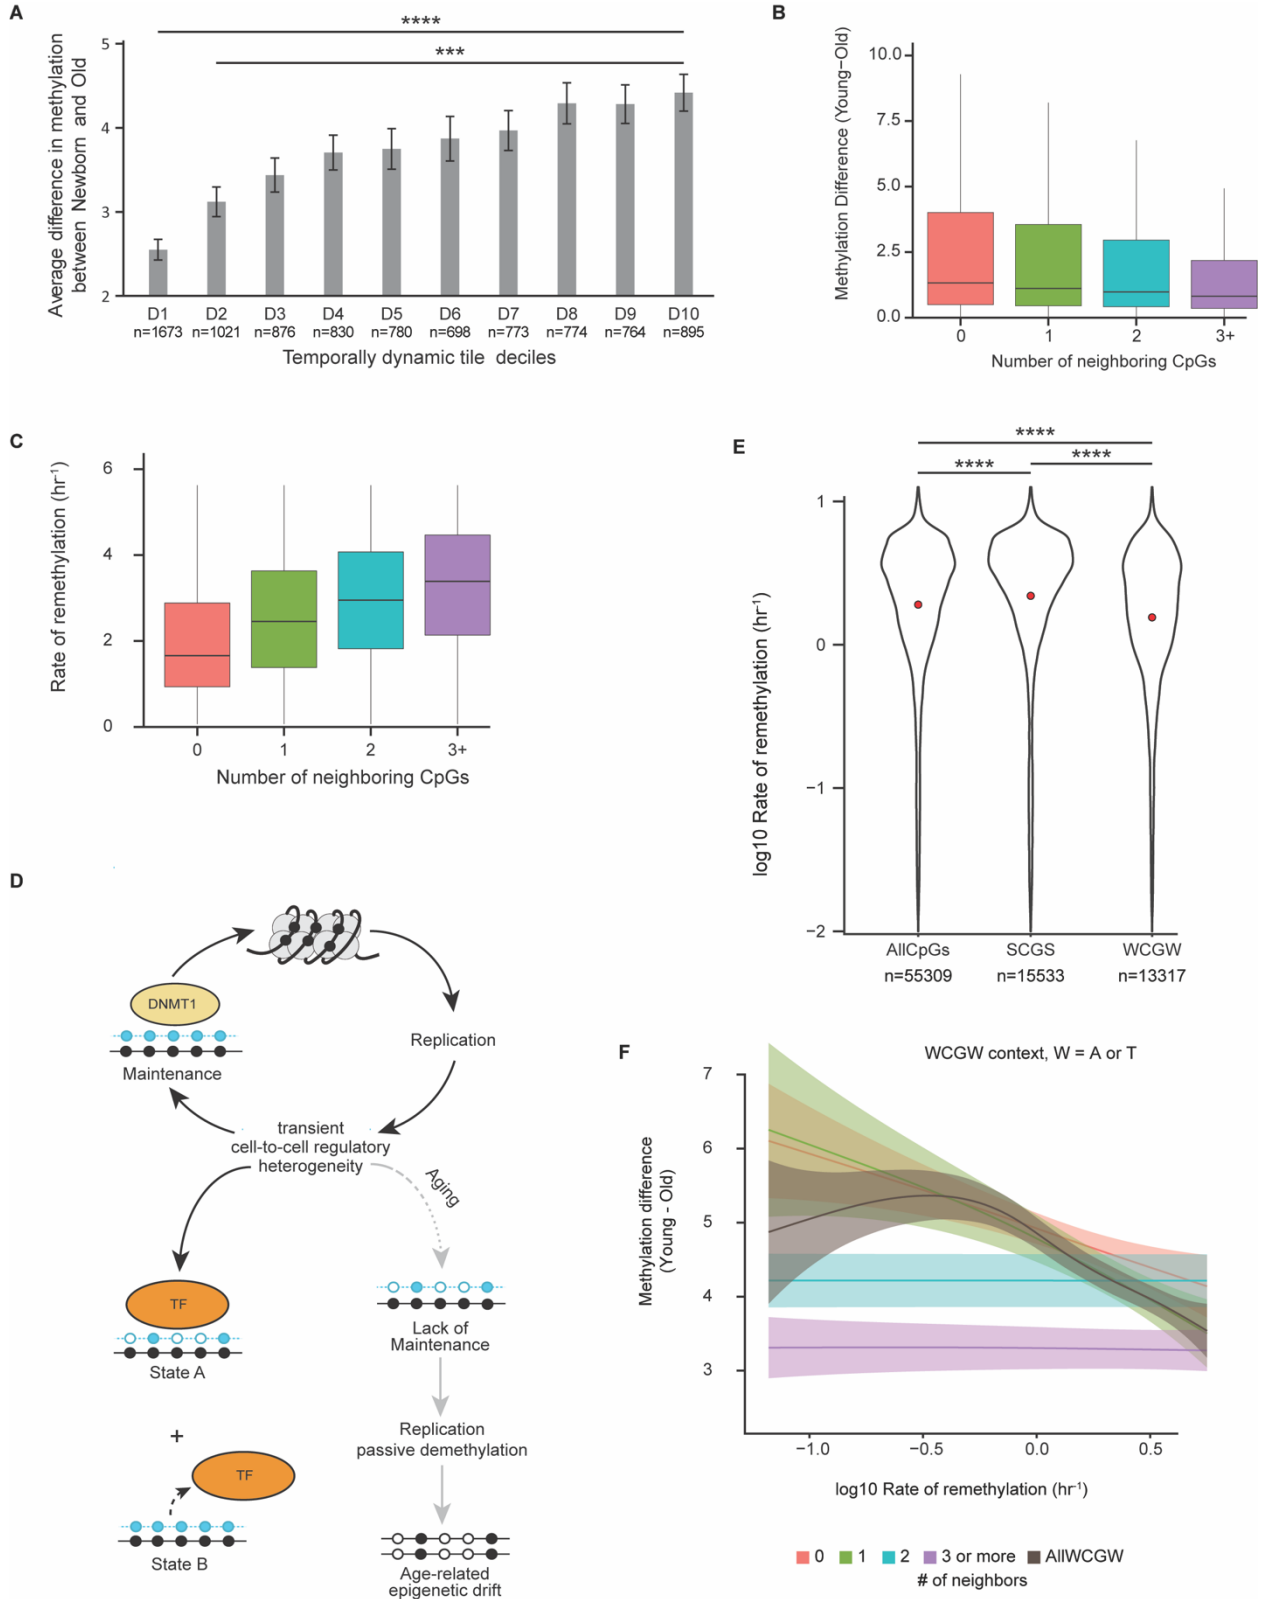 A
Average difference in methylation
between Newborn and Old
****
***
5
4
3
2
D1 D2 D3 D4 D5 D6 D7 D8 D9 D10
n=1673 n=1021 n=876 n=830 n=780 n=698 n=773 n=774 n=764 n=895
Temporally dynamic tile deciles
B
Methylation Difference (Young−Old)
10.0
7.5
5.0
2.5
0.0
0 1 2 3+
Number of neighboring CpGs
C
Rate of remethylation (hr⁻¹)
6
4
2
0
0 1 2 3+
Number of neighboring CpGs
E
log10 Rate of remethylation (hr⁻¹)
****
**** ****
1
0
−1
−2
AllCpGs SCGS WCGW
n=55309 n=15533 n=13317
D
DNMT1
Maintenance
Replication
transient
cell-to-cell regulatory
heterogeneity
Aging
TF
State A
+
TF
State B
Lack of
Maintenance
Replication
passive demethylation
Age-related
epigenetic drift
F
WCGW context, W = A or T
Methylation difference
(Young - Old)
7
6
5
4
3
−1.0 −0.5 0.0 0.5
log10 Rate of remethylation (hr⁻¹)
0 1 2 3 or more AllWCGW
# of neighbors